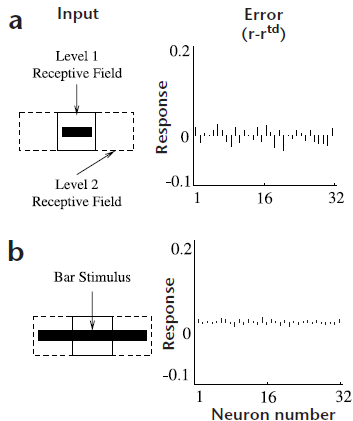 a
Input
Error
(r-rtd)
Level 1
Receptive Field
Level 2
Receptive Field
Response
0.2
0
-0.1
1 16 32
b
Bar Stimulus
Response
0.2
0
-0.1
1 16 32
Neuron number